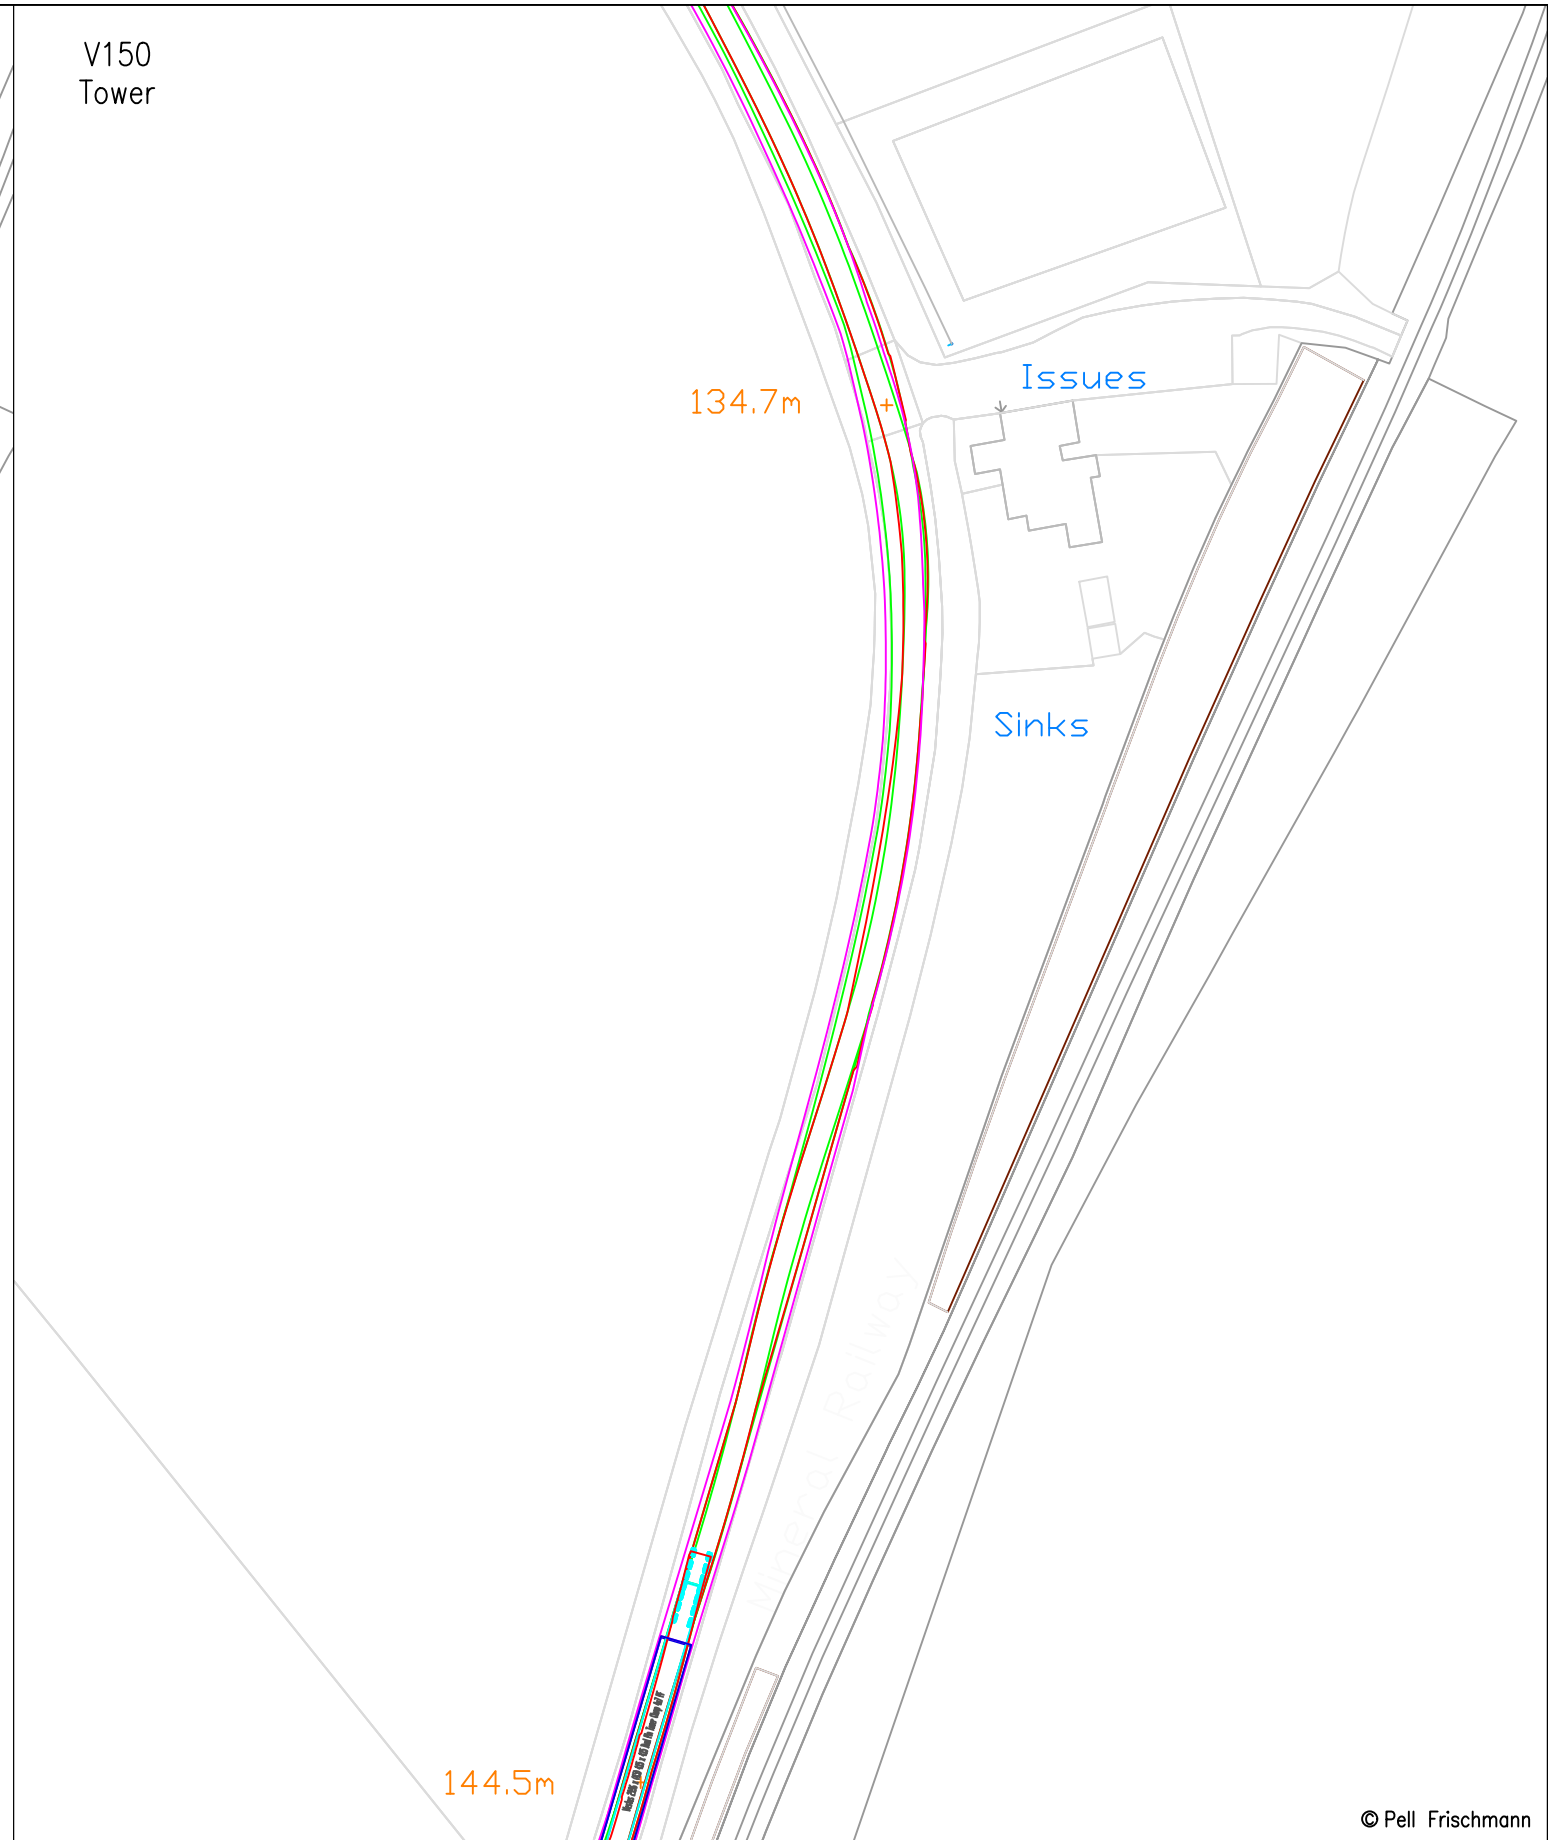 V150
Tower
Issues
134.7m
Sinks
Mineral Railway
144.5m
© Pell Frischmann